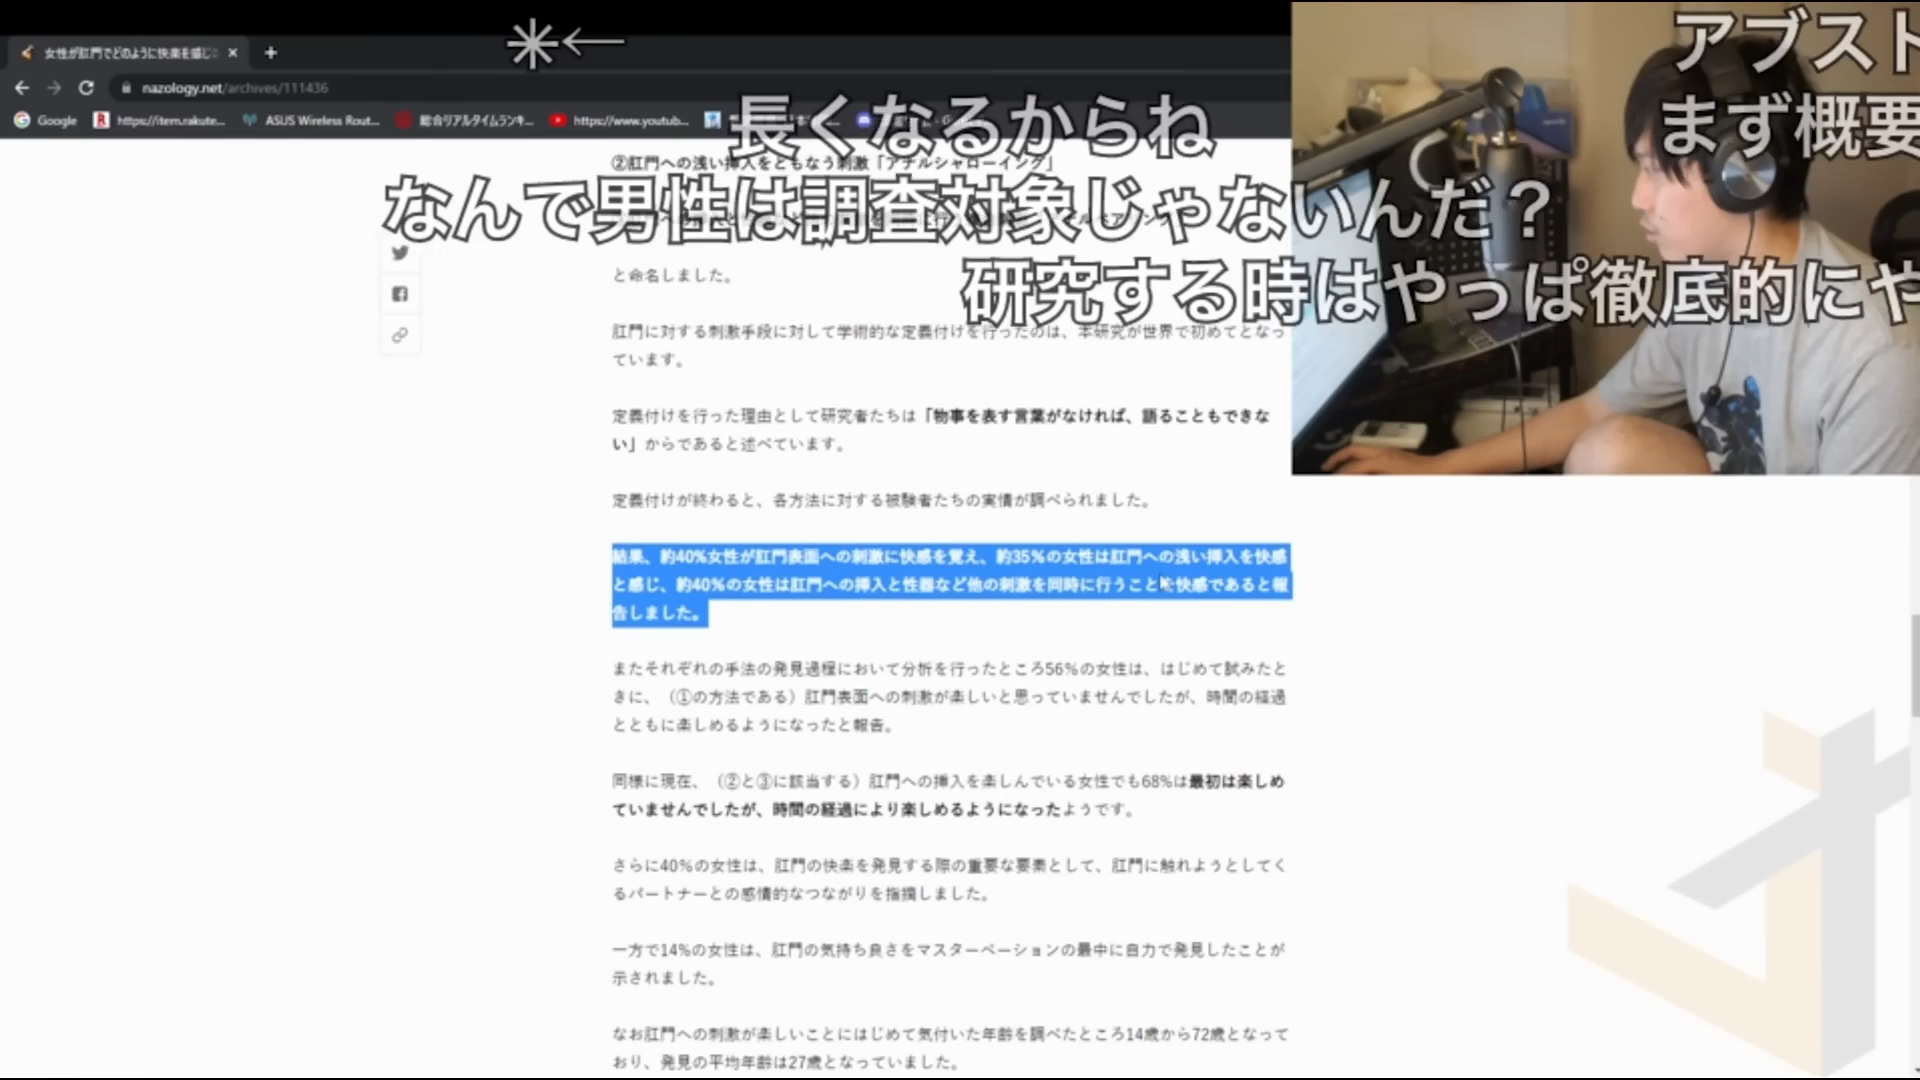 女性が肛門でどのように快楽を感じ
nazology.net/archives/111436
Google
https://item.rakute...
ASUS Wireless Rout...
総合リアルタイムランキ...
https://www.youtub...
✳←
アブスト
長くなるからね
まず概要
②肛門への浅い挿入をともなう刺激「アナルシャローイング」
なんで男性は調査対象じゃないんだ？
と命名しました。
研究する時はやっぱ徹底的にや
肛門に対する刺激手段に対して学術的な定義付けを行ったのは、本研究が世界で初めてとなっ
ています。
定義付けを行った理由として研究者たちは「物事を表す言葉がなければ、語ることもできな
い」からであると述べています。
定義付けが終わると、各方法に対する被験者たちの実情が調べられました。
結果、約40%女性が肛門表面への刺激に快感を覚え、約35％の女性は肛門への浅い挿入を快感
と感じ、約40％の女性は肛門への挿入と性器など他の刺激を同時に行うことを快感であると報
告しました。
またそれぞれの手法の発見過程において分析を行ったところ56％の女性は、はじめて試みたと
きに、（①の方法である）肛門表面への刺激が楽しいと思っていませんでしたが、時間の経過
とともに楽しめるようになったと報告。
同様に現在、（②と③に該当する）肛門への挿入を楽しんでいる女性でも68%は最初は楽しめ
ていませんでしたが、時間の経過により楽しめるようになったようです。
さらに40％の女性は、肛門の快楽を発見する際の重要な要素として、肛門に触れようとしてく
るパートナーとの感情的なつながりを指摘しました。
一方で14%の女性は、肛門の気持ち良さをマスターベーションの最中に自力で発見したことが
示されました。
なお肛門への刺激が楽しいことにはじめて気付いた年齢を調べたところ14歳から72歳となって
おり、発見の平均年齢は27歳となっていました。